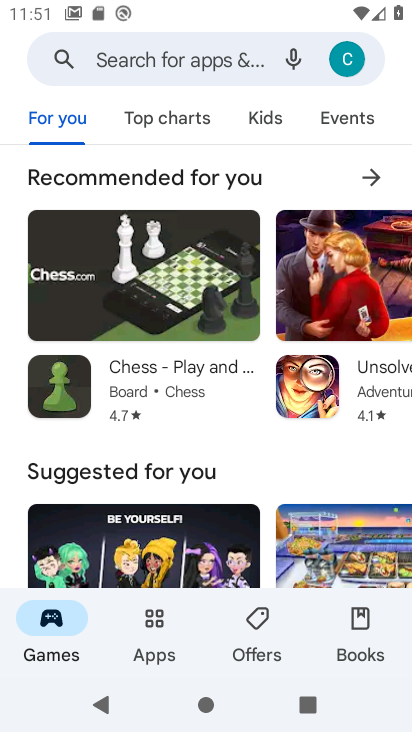 11:51
Search for apps &...
C
For you
Top charts
Kids
Events
Recommended for you
Chess.com
Chess - Play and ...
Board • Chess
4.7★
Unsolve
Adventu
4.1★
Suggested for you
BE YOURSELF!
Games
Apps
Offers
Books